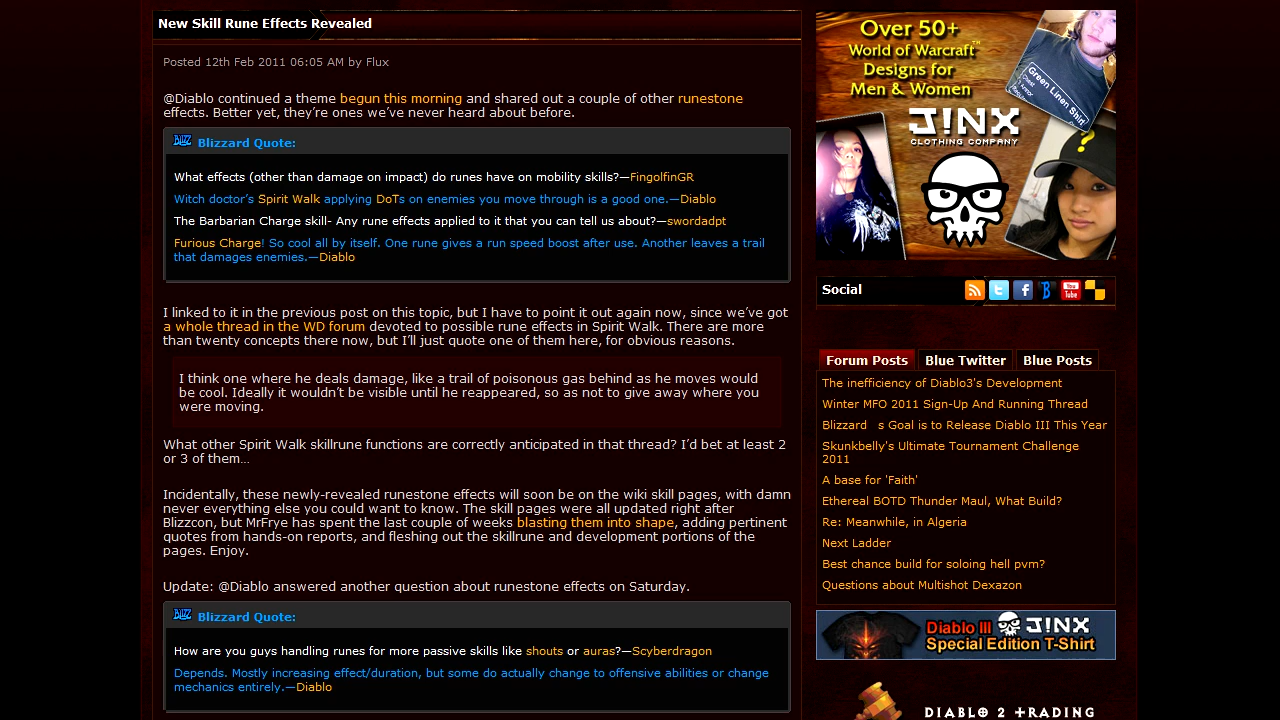 New Skill Rune Effects Revealed
Posted 12th Feb 2011 06:05 AM by Flux
@Diablo continued a theme begun this morning and shared out a couple of other runestone
effects. Better yet, they're ones we've never heard about before.
Blizzard Quote:
What effects (other than damage on impact) do runes have on mobility skills?—FingolfinGR
Witch doctor's Spirit Walk applying DoTs on enemies you move through is a good one.—Diablo
The Barbarian Charge skill- Any rune effects applied to it that you can tell us about?—swordadpt
Furious Charge! So cool all by itself. One rune gives a run speed boost after use. Another leaves a trail
that damages enemies.—Diablo
I linked to it in the previous post on this topic, but I have to point it out again now, since we've got
a whole thread in the WD forum devoted to possible rune effects in Spirit Walk. There are more
than twenty concepts there now, but I'll just quote one of them here, for obvious reasons.
I think one where he deals damage, like a trail of poisonous gas behind as he moves would
be cool. Ideally it wouldn't be visible until he reappeared, so as not to give away where you
were moving.
What other Spirit Walk skillrune functions are correctly anticipated in that thread? I'd bet at least 2
or 3 of them…
Incidentally, these newly-revealed runestone effects will soon be on the wiki skill pages, with damn
never everything else you could want to know. The skill pages were all updated right after
Blizzcon, but MrFrye has spent the last couple of weeks blasting them into shape, adding pertinent
quotes from hands-on reports, and fleshing out the skillrune and development portions of the
pages. Enjoy.
Update: @Diablo answered another question about runestone effects on Saturday.
Blizzard Quote:
How are you guys handling runes for more passive skills like shouts or auras?—Scyberdragon
Depends. Mostly increasing effect/duration, but some do actually change to offensive abilities or change
mechanics entirely.—Diablo
Over 50+
World of Warcraft™
Designs for
Men & Women
Green Linen Shirt
J!NX
CLOTHING COMPANY
?
Social
You
Tube
Forum Posts
Blue Twitter
Blue Posts
The inefficiency of Diablo3's Development
Winter MFO 2011 Sign-Up And Running Thread
Blizzard s Goal is to Release Diablo III This Year
Skunkbelly's Ultimate Tournament Challenge
2011
A base for 'Faith'
Ethereal BOTD Thunder Maul, What Build?
Re: Meanwhile, in Algeria
Next Ladder
Best chance build for soloing hell pvm?
Questions about Multishot Dexazon
Diablo III J!NX
Special Edition T-Shirt
DIABLO 2 TRADING